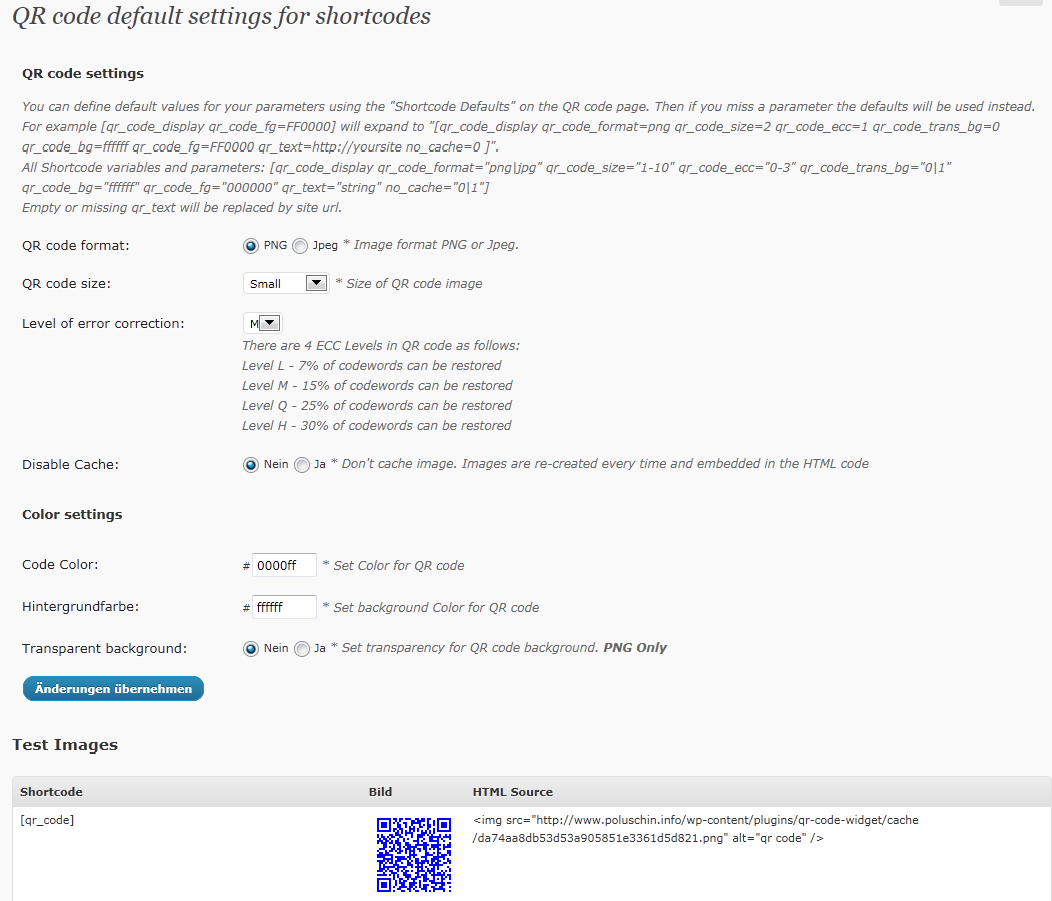 QR code default settings for shortcodes
QR code settings
You can define default values for your parameters using the "Shortcode Defaults" on the QR code page. Then if you miss a parameter the defaults will be used instead.
For example [qr_code_display qr_code_fg=FF0000] will expand to "[qr_code_display qr_code_format=png qr_code_size=2 qr_code_ecc=1 qr_code_trans_bg=0
qr_code_bg=ffffff qr_code_fg=FF0000 qr_text=http://yoursite no_cache=0 ]".
All Shortcode variables and parameters: [qr_code_display qr_code_format="png|jpg" qr_code_size="1-10" qr_code_ecc="0-3" qr_code_trans_bg="0|1"
qr_code_bg="ffffff" qr_code_fg="000000" qr_text="string" no_cache="0|1"]
Empty or missing qr_text will be replaced by site url.
QR code format: PNG Jpeg * Image format PNG or Jpeg.
QR code size: Small * Size of QR code image
Level of error correction: M
There are 4 ECC Levels in QR code as follows:
Level L - 7% of codewords can be restored
Level M - 15% of codewords can be restored
Level Q - 25% of codewords can be restored
Level H - 30% of codewords can be restored
Disable Cache: Nein Ja * Don't cache image. Images are re-created every time and embedded in the HTML code
Color settings
Code Color: # 0000ff * Set Color for QR code
Hintergrundfarbe: # ffffff * Set background Color for QR code
Transparent background: Nein Ja * Set transparency for QR code background. PNG Only
Änderungen übernehmen
Test Images
Shortcode Bild HTML Source
[qr_code] <img src="http://www.poluschin.info/wp-content/plugins/qr-code-widget/cache
/da74aa8db53d53a905851e3361d5d821.png" alt="qr code" />